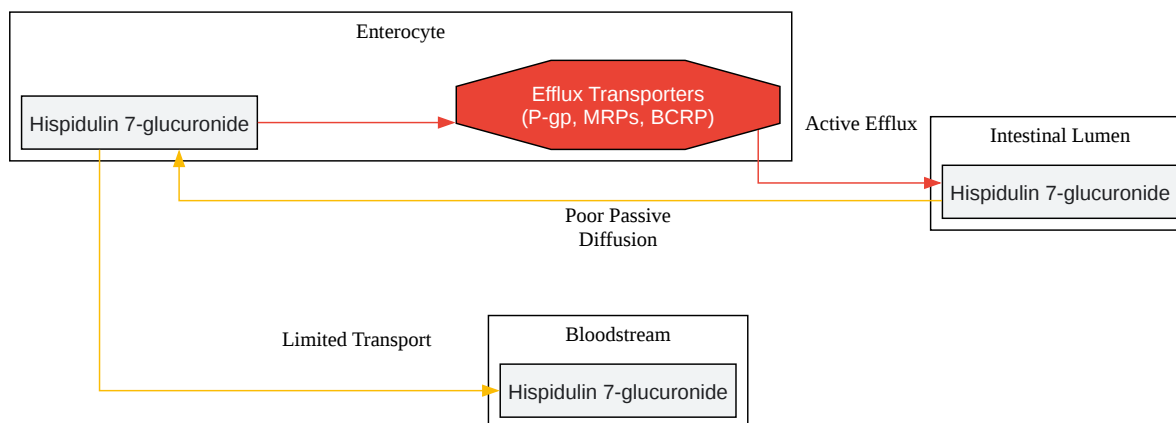 Enterocyte
Efflux Transporters
(P-gp, MRPs, BCRP)
Hispidulin 7-glucuronide
Active Efflux
Intestinal Lumen
Hispidulin 7-glucuronide
Poor Passive
Diffusion
Limited Transport
Bloodstream
Hispidulin 7-glucuronide